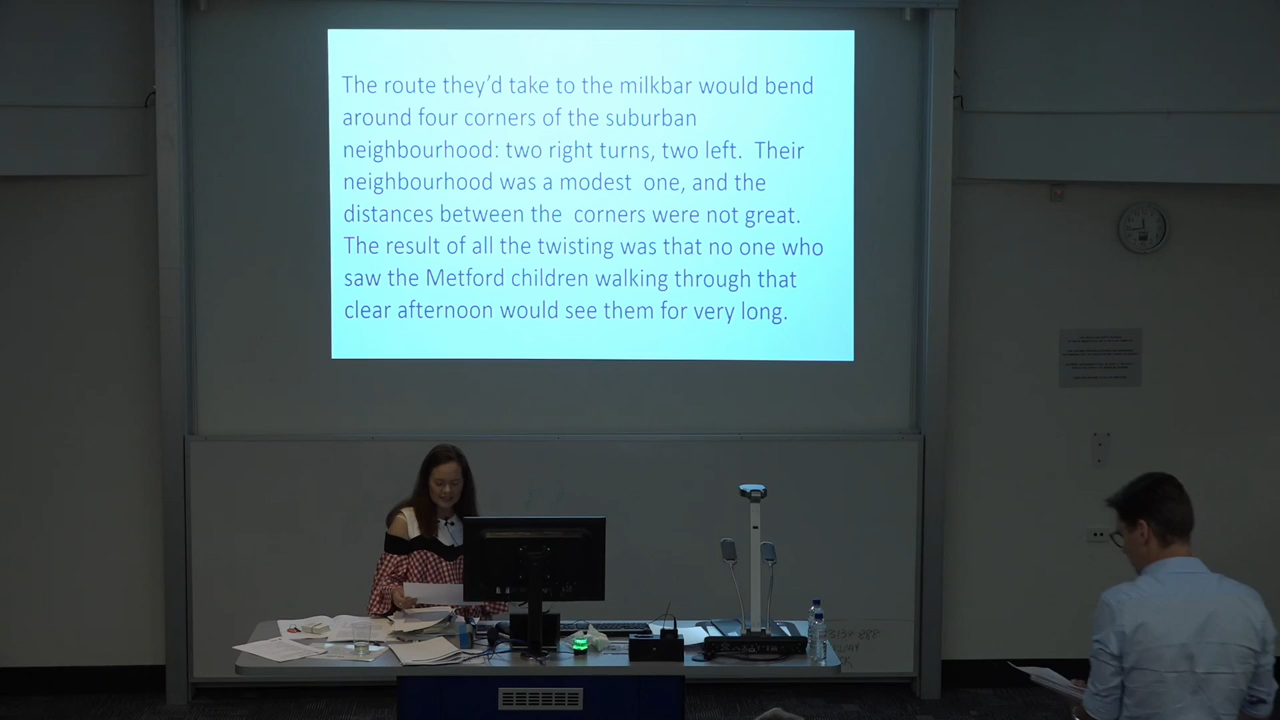 The route they'd take to the milkbar would bend
around four corners of the suburban
neighbourhood: two right turns, two left.  Their
neighbourhood was a modest  one, and the
distances between the  corners were not great.
The result of all the twisting was that no one who
saw the Metford children walking through that
clear afternoon would see them for very long.